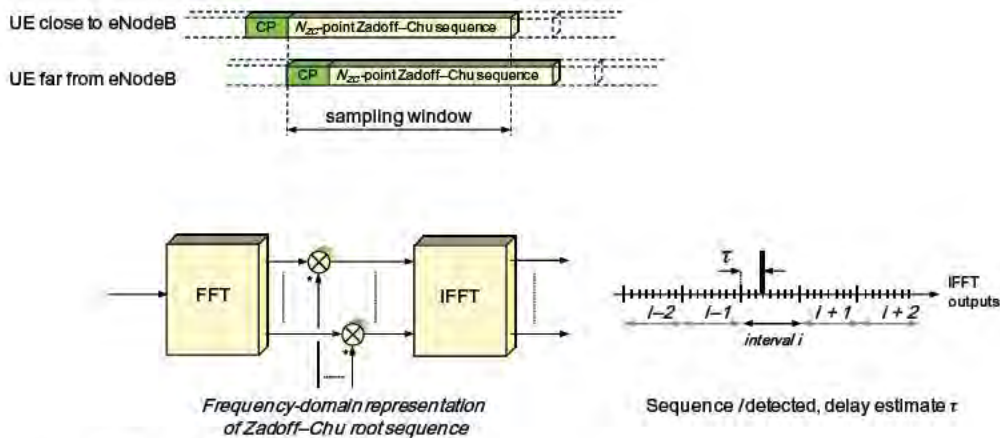 UE close to eNodeB
CP
N_ZC-point Zadoff–Chu sequence
UE far from eNodeB
CP
N_ZC-point Zadoff–Chu sequence
sampling window
FFT
*
*
IFFT
τ
IFFT
outputs
i–2
i–1
interval i
i + 1
i + 2
Frequency-domain representation
of Zadoff–Chu root sequence
Sequence i detected, delay estimate τ